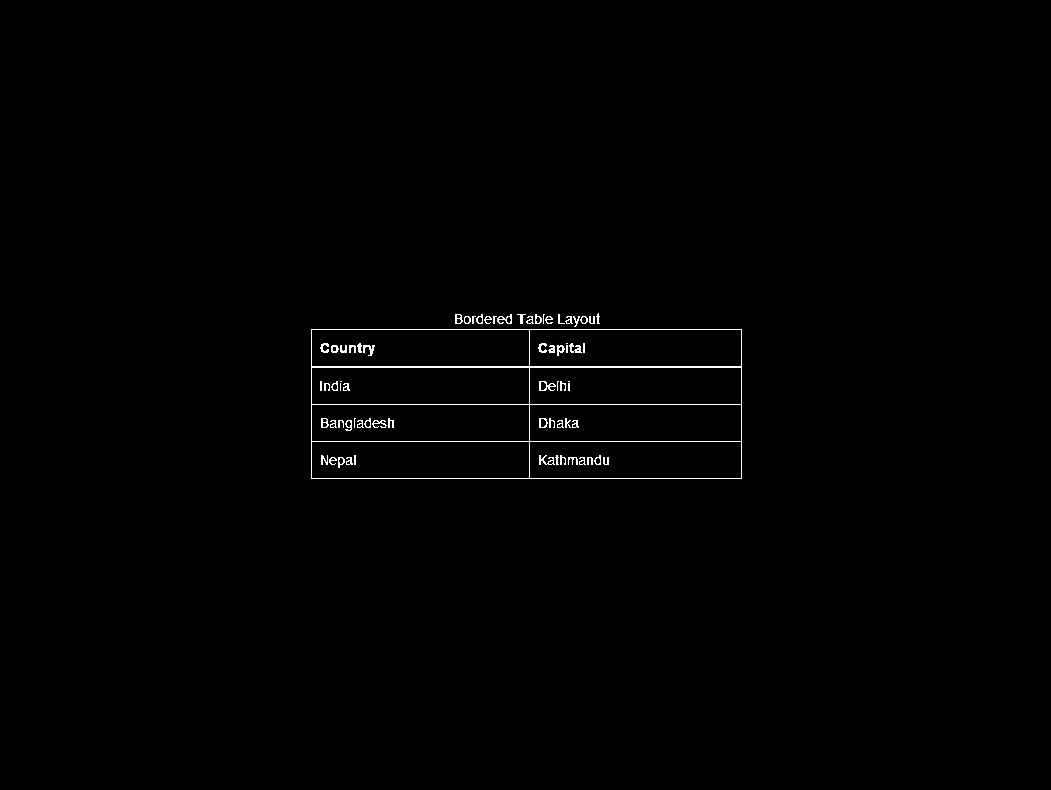 Bordered Table Layout
Country Capital
India Delhi
Bangladesh Dhaka
Nepal Kathmandu